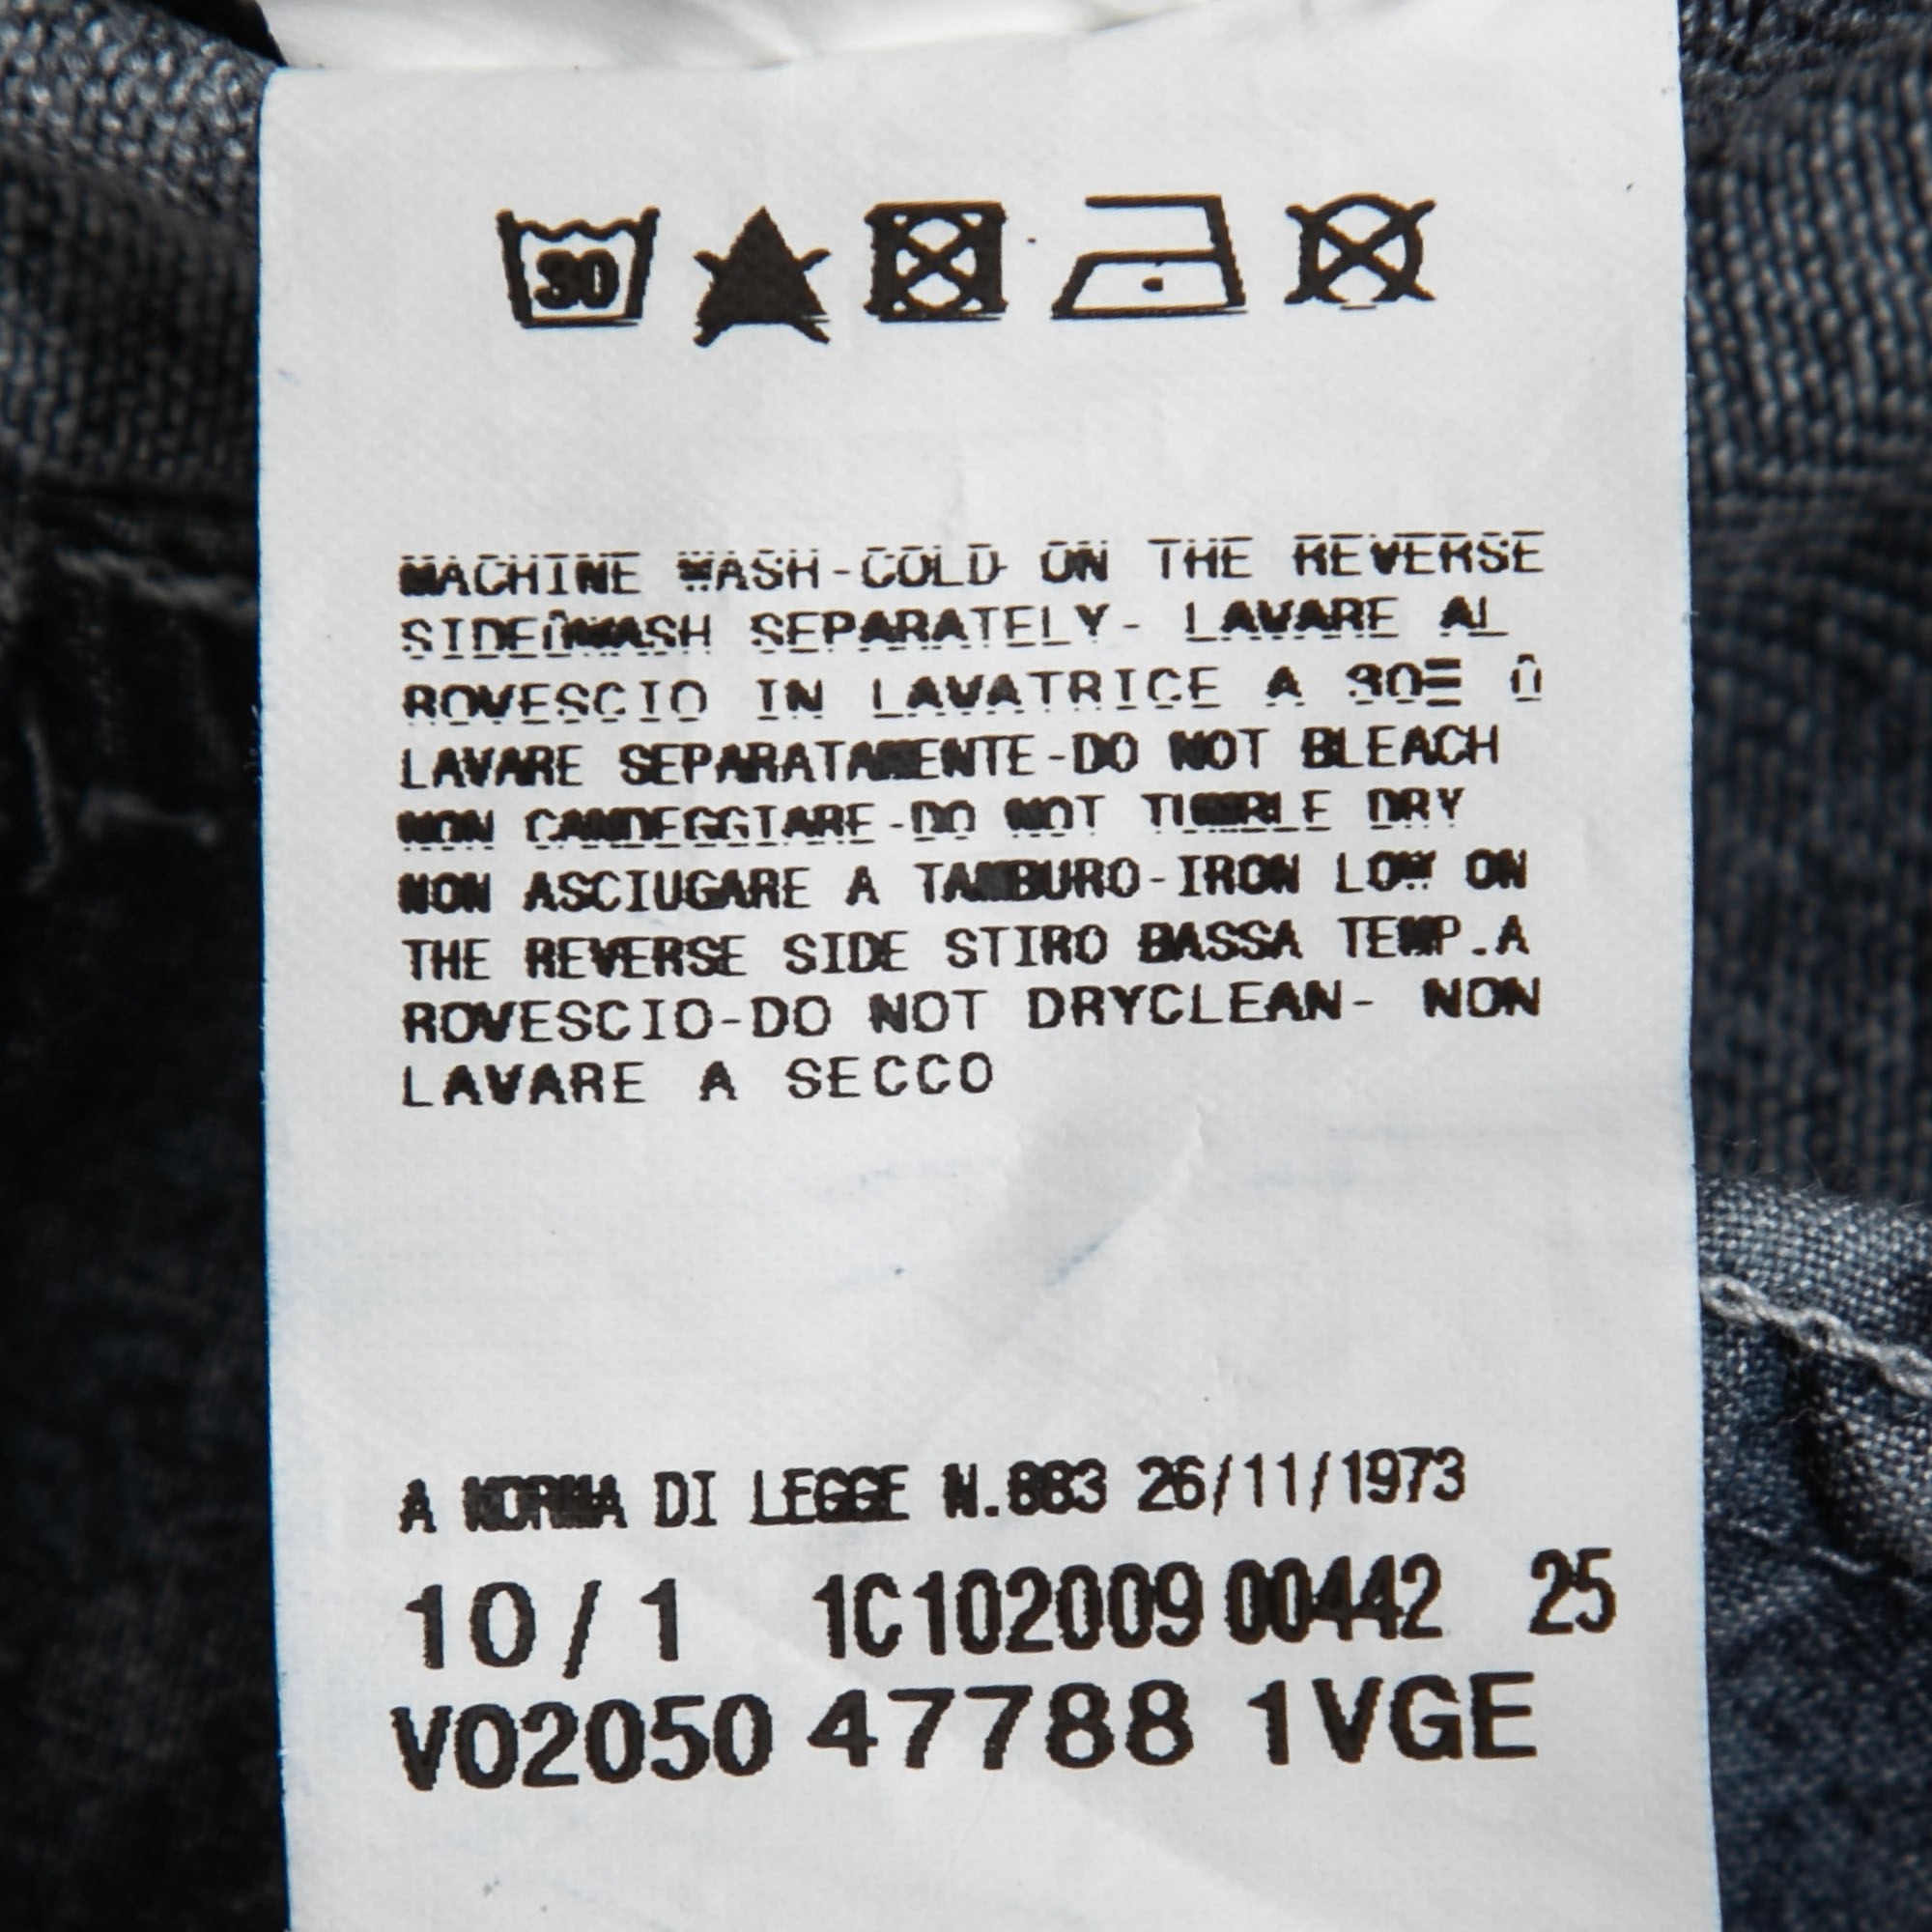 30
MACHINE WASH-COLD ON THE REVERSE
SIDEÛWASH SEPARATELY- LAVARE AL
ROVESCIO IN LAVATRICE A 30Ξ Û
LAVARE SEPARATAMENTE-DO NOT BLEACH
NON CANDEGGIARE-DO NOT TUMBLE DRY
NON ASCIUGARE A TAMBURO-IRON LOW ON
THE REVERSE SIDE STIRO BASSA TEMP.A
ROVESCIO-DO NOT DRYCLEAN- NON
LAVARE A SECCO
A NORMA DI LEGGE N.883 26/11/1973
10/1 1C102009 00442 25
VO2050 47788 1VGE